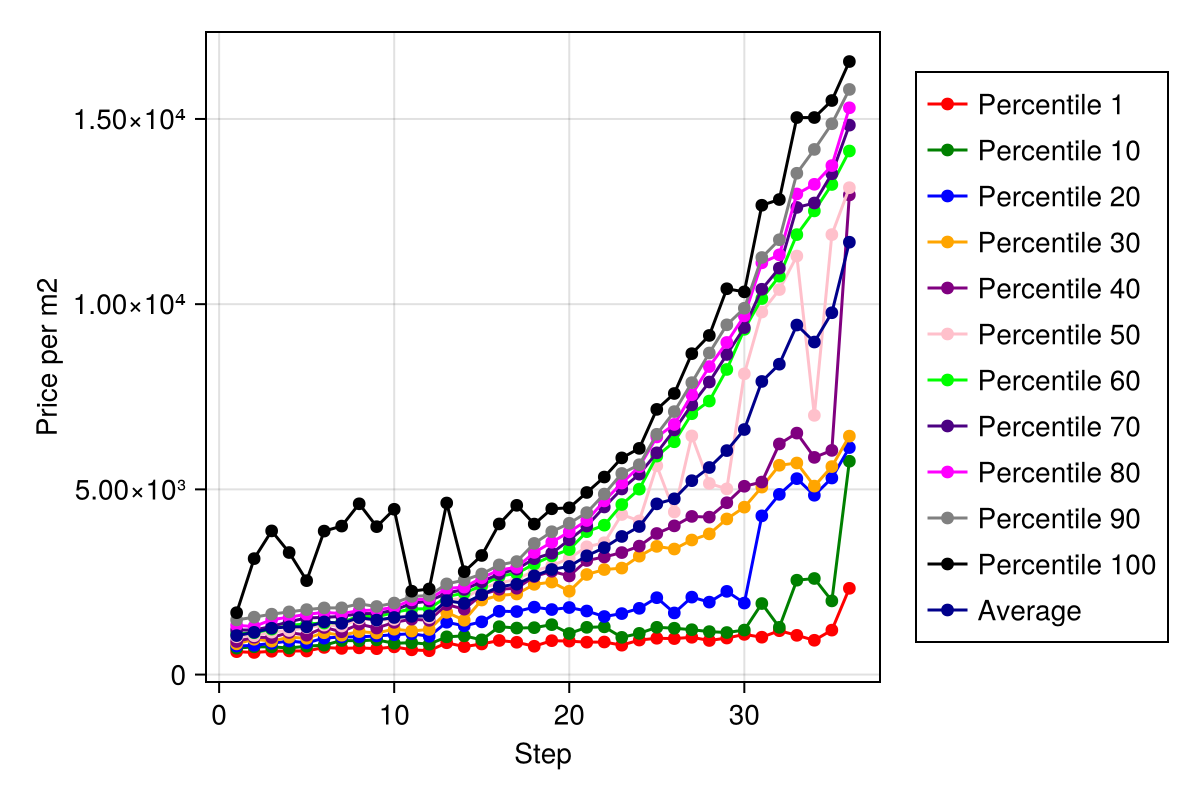 1.50×10⁴
1.00×10⁴
5.00×10³
0
Price per m2
0 10 20 30
Step
Percentile 1
Percentile 10
Percentile 20
Percentile 30
Percentile 40
Percentile 50
Percentile 60
Percentile 70
Percentile 80
Percentile 90
Percentile 100
Average